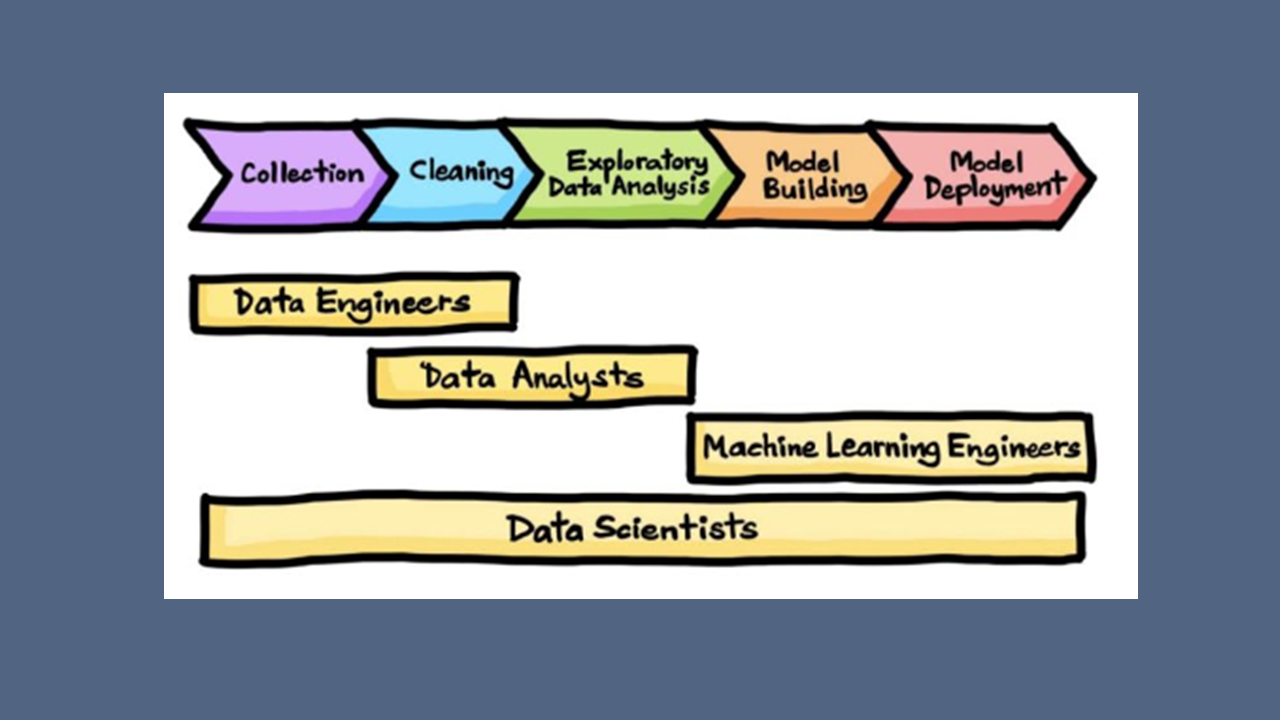 Collection
Cleaning
Exploratory
Data Analysis
Model
Building
Model
Deployment
Data Engineers
Data Analysts
Machine Learning Engineers
Data Scientists